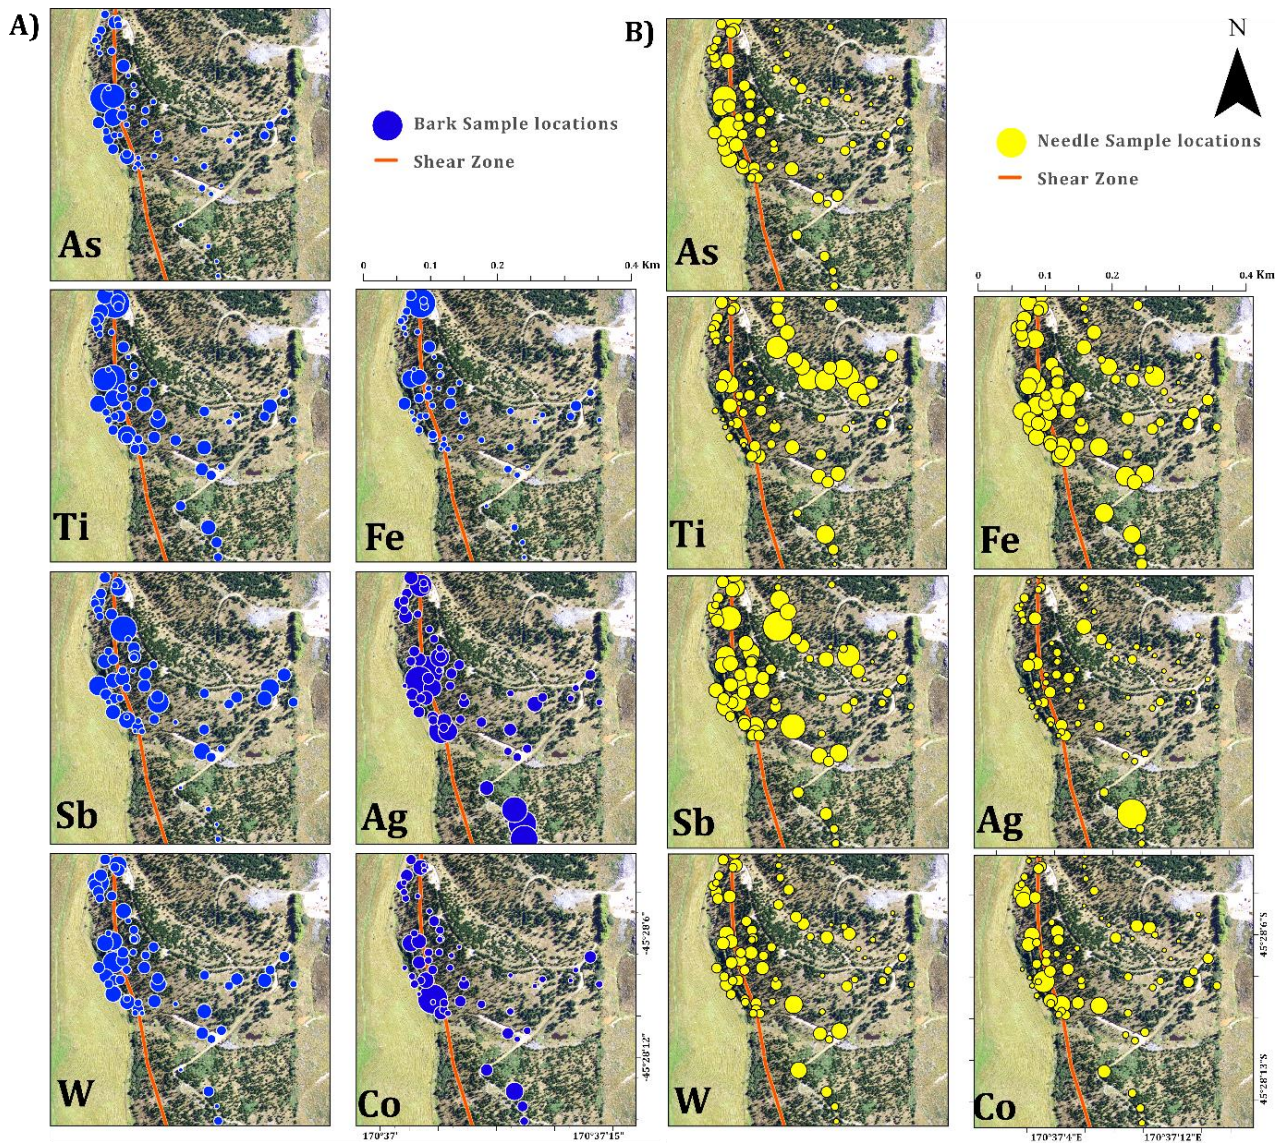 A)
B)
N
Bark Sample locations
Shear Zone
Needle Sample locations
Shear Zone
As
As
0 0.1 0.2 0.4 Km
0 0.1 0.2 0.4 Km
Ti
Fe
Ti
Fe
Sb
Ag
Sb
Ag
-45°28'6"
45°28'6"S
-45°28'12"
45°28'13"S
W
Co
W
Co
170°37'
170°37'15"
170°37'4"E
170°37'12"E